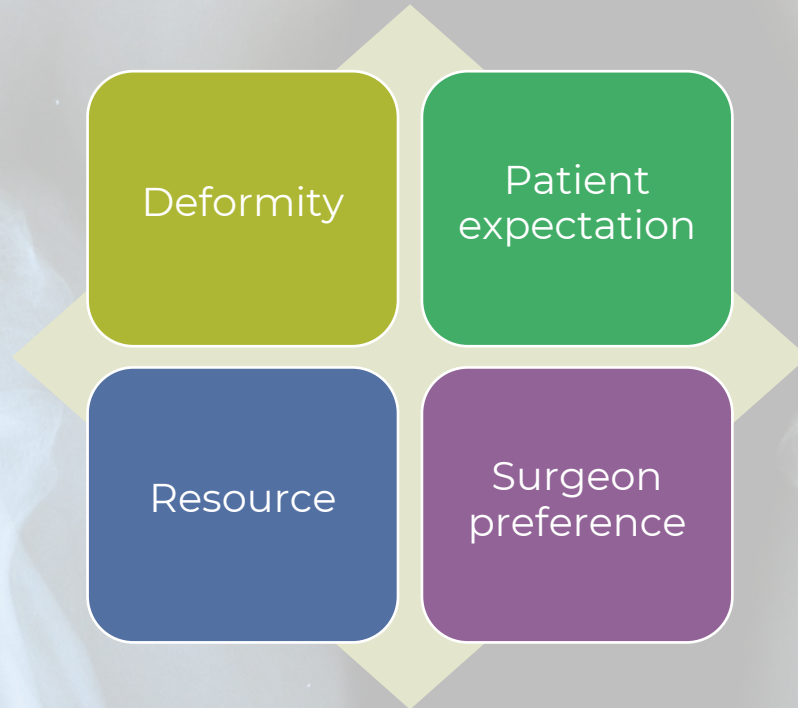 Deformity
Patient
expectation
Resource
Surgeon
preference